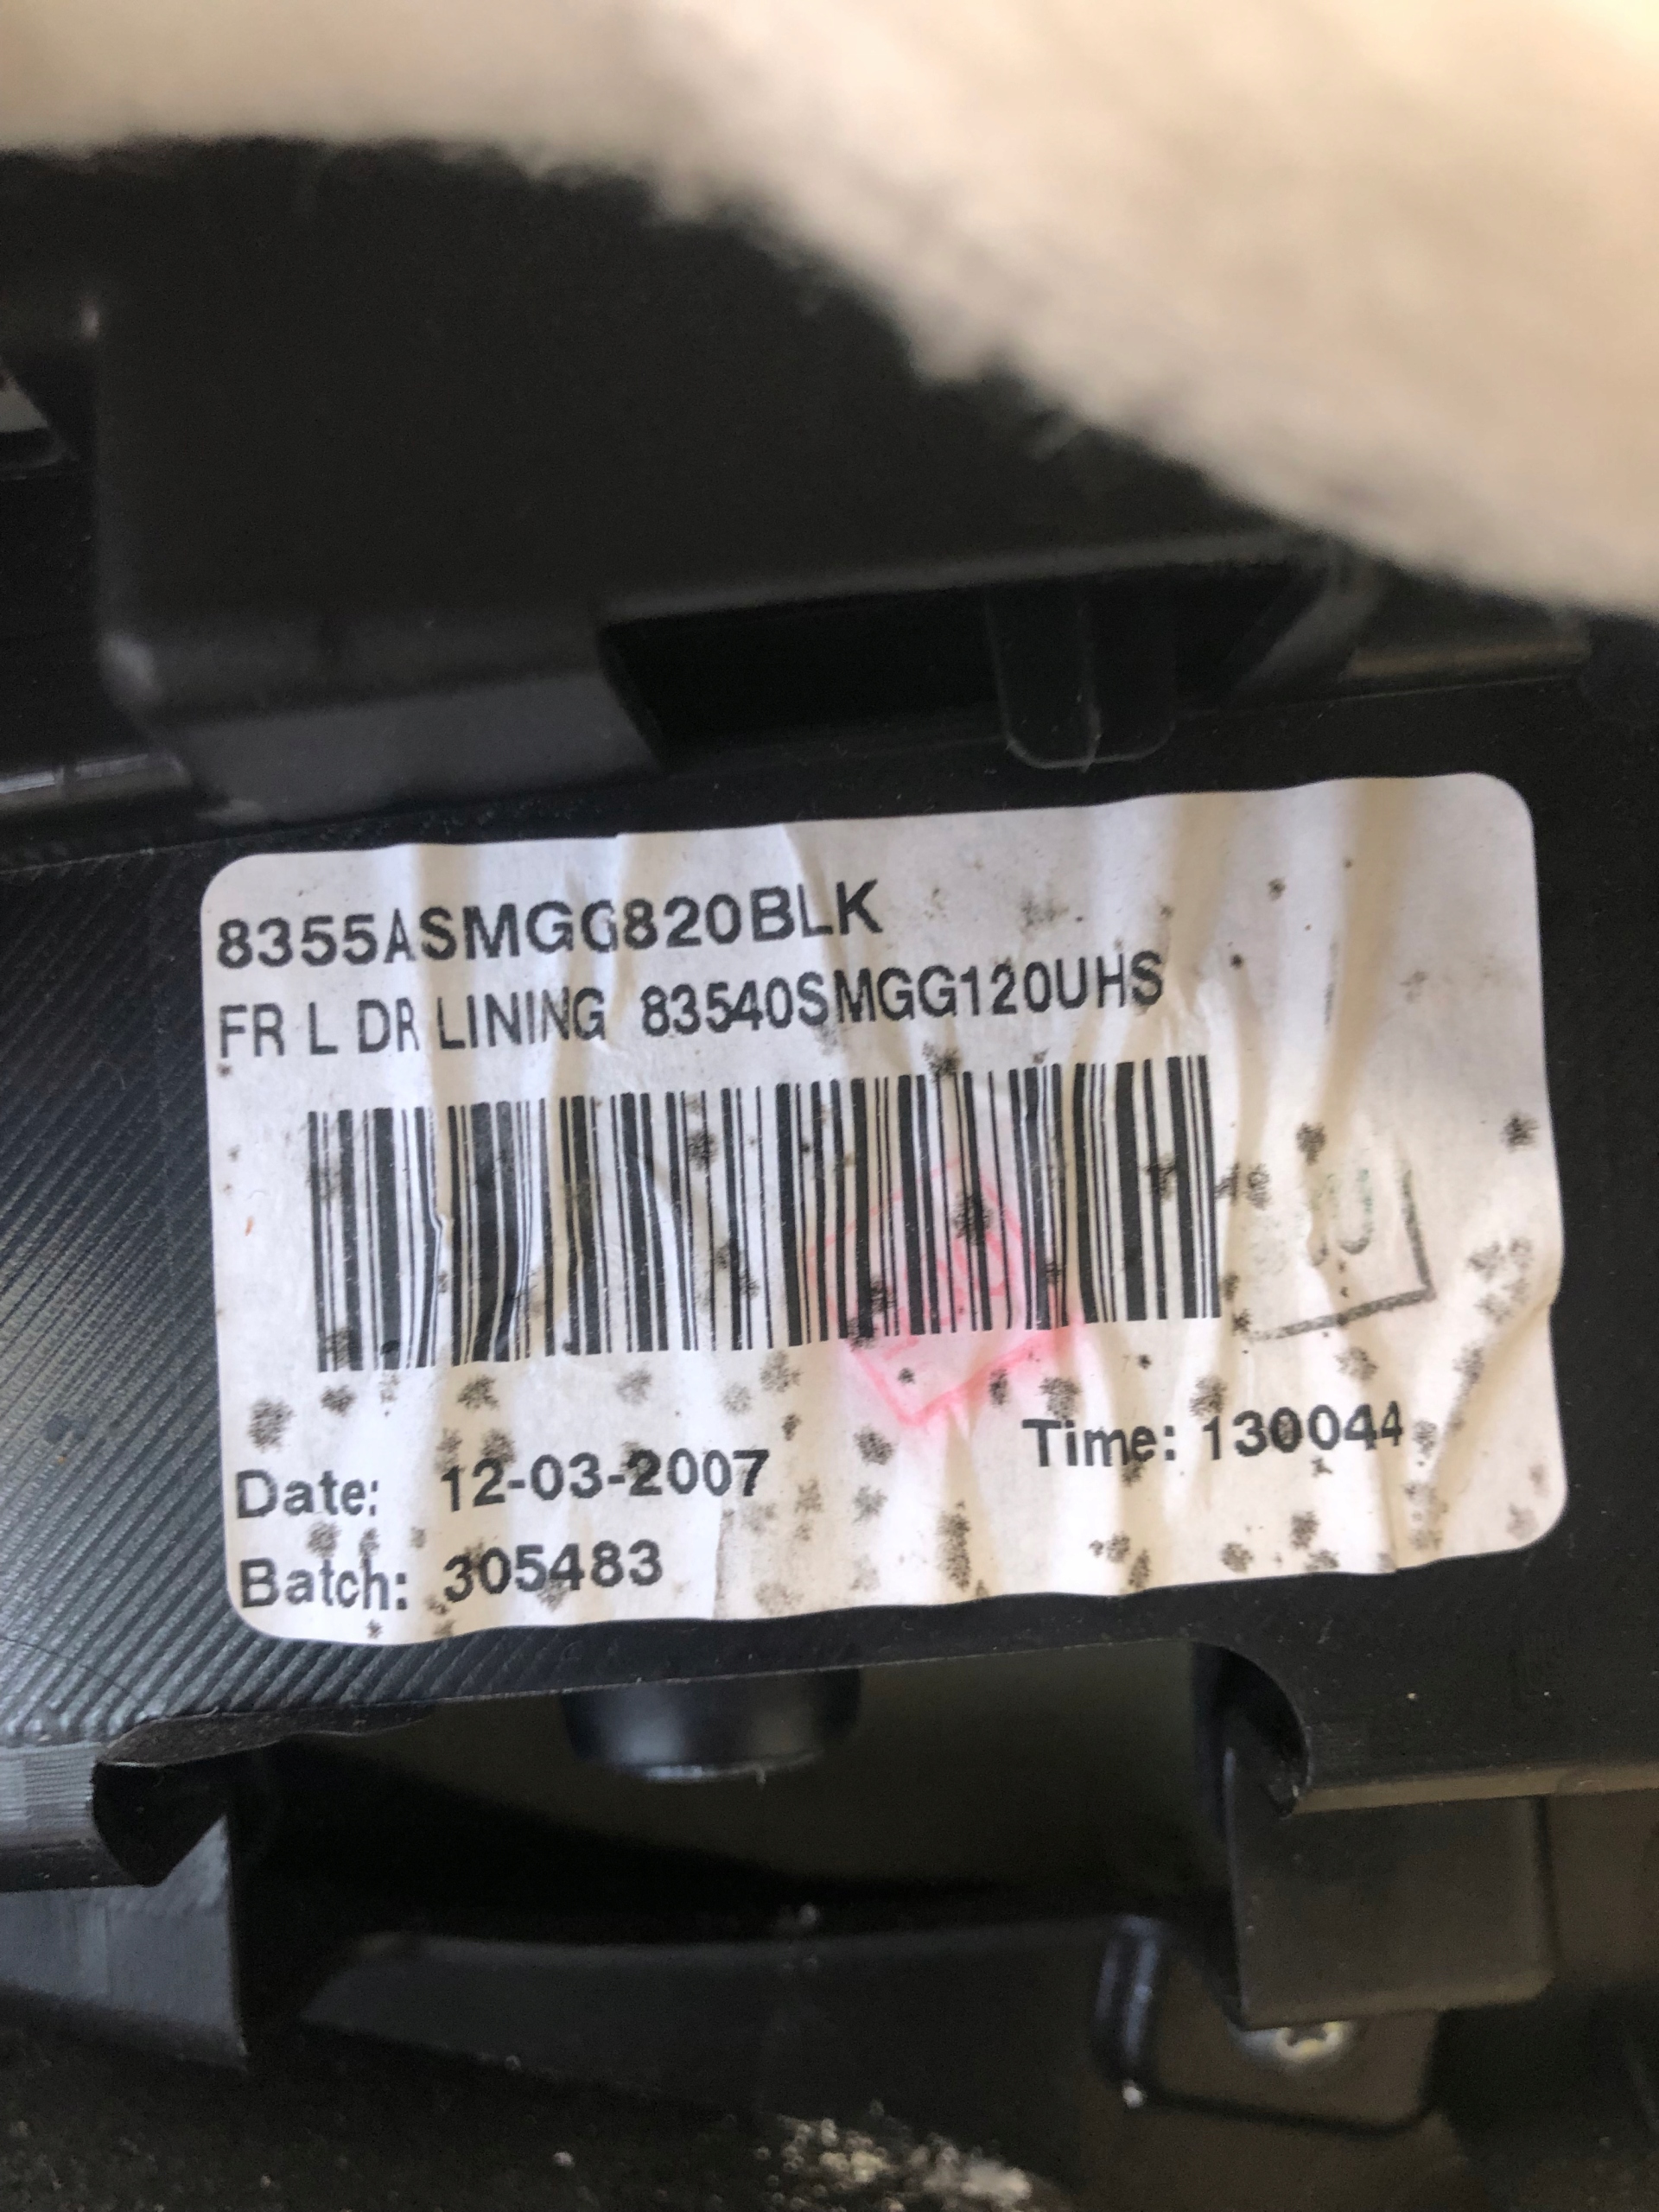 8355ASMGG820BLK
FR L DR LINING 83540SMGG120UHS
Date: 12-03-2007 Time: 130044
Batch: 305483